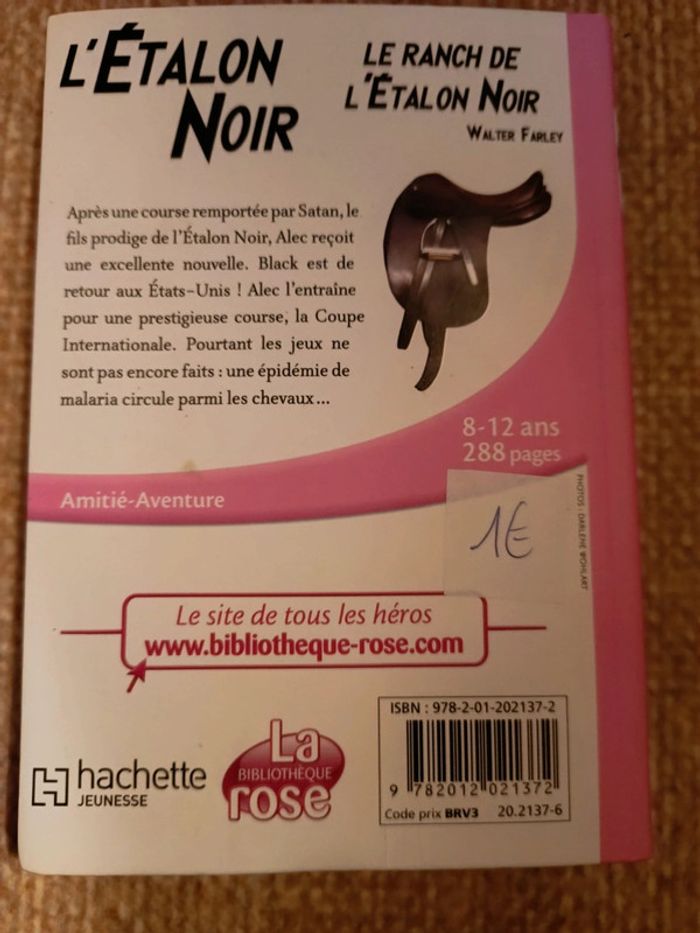 L'ÉTALON
NOIR
LE RANCH DE
L'ÉTALON NOIR
WALTER FARLEY
Après une course remportée par Satan, le
fils prodige de l'Étalon Noir, Alec reçoit
une excellente nouvelle. Black est de
retour aux États-Unis ! Alec l'entraîne
pour une prestigieuse course, la Coupe
Internationale. Pourtant les jeux ne
sont pas encore faits : une épidémie de
malaria circule parmi les chevaux...
8-12 ans
288 pages
Amitié-Aventure
1€
PHOTOS : DARLENE WOHLART
Le site de tous les héros
www.bibliotheque-rose.com
hachette
JEUNESSE
La
BIBLIOTHÈQUE
rose
ISBN : 978-2-01-202137-2
9 782012 021372
Code prix BRV3 20.2137-6